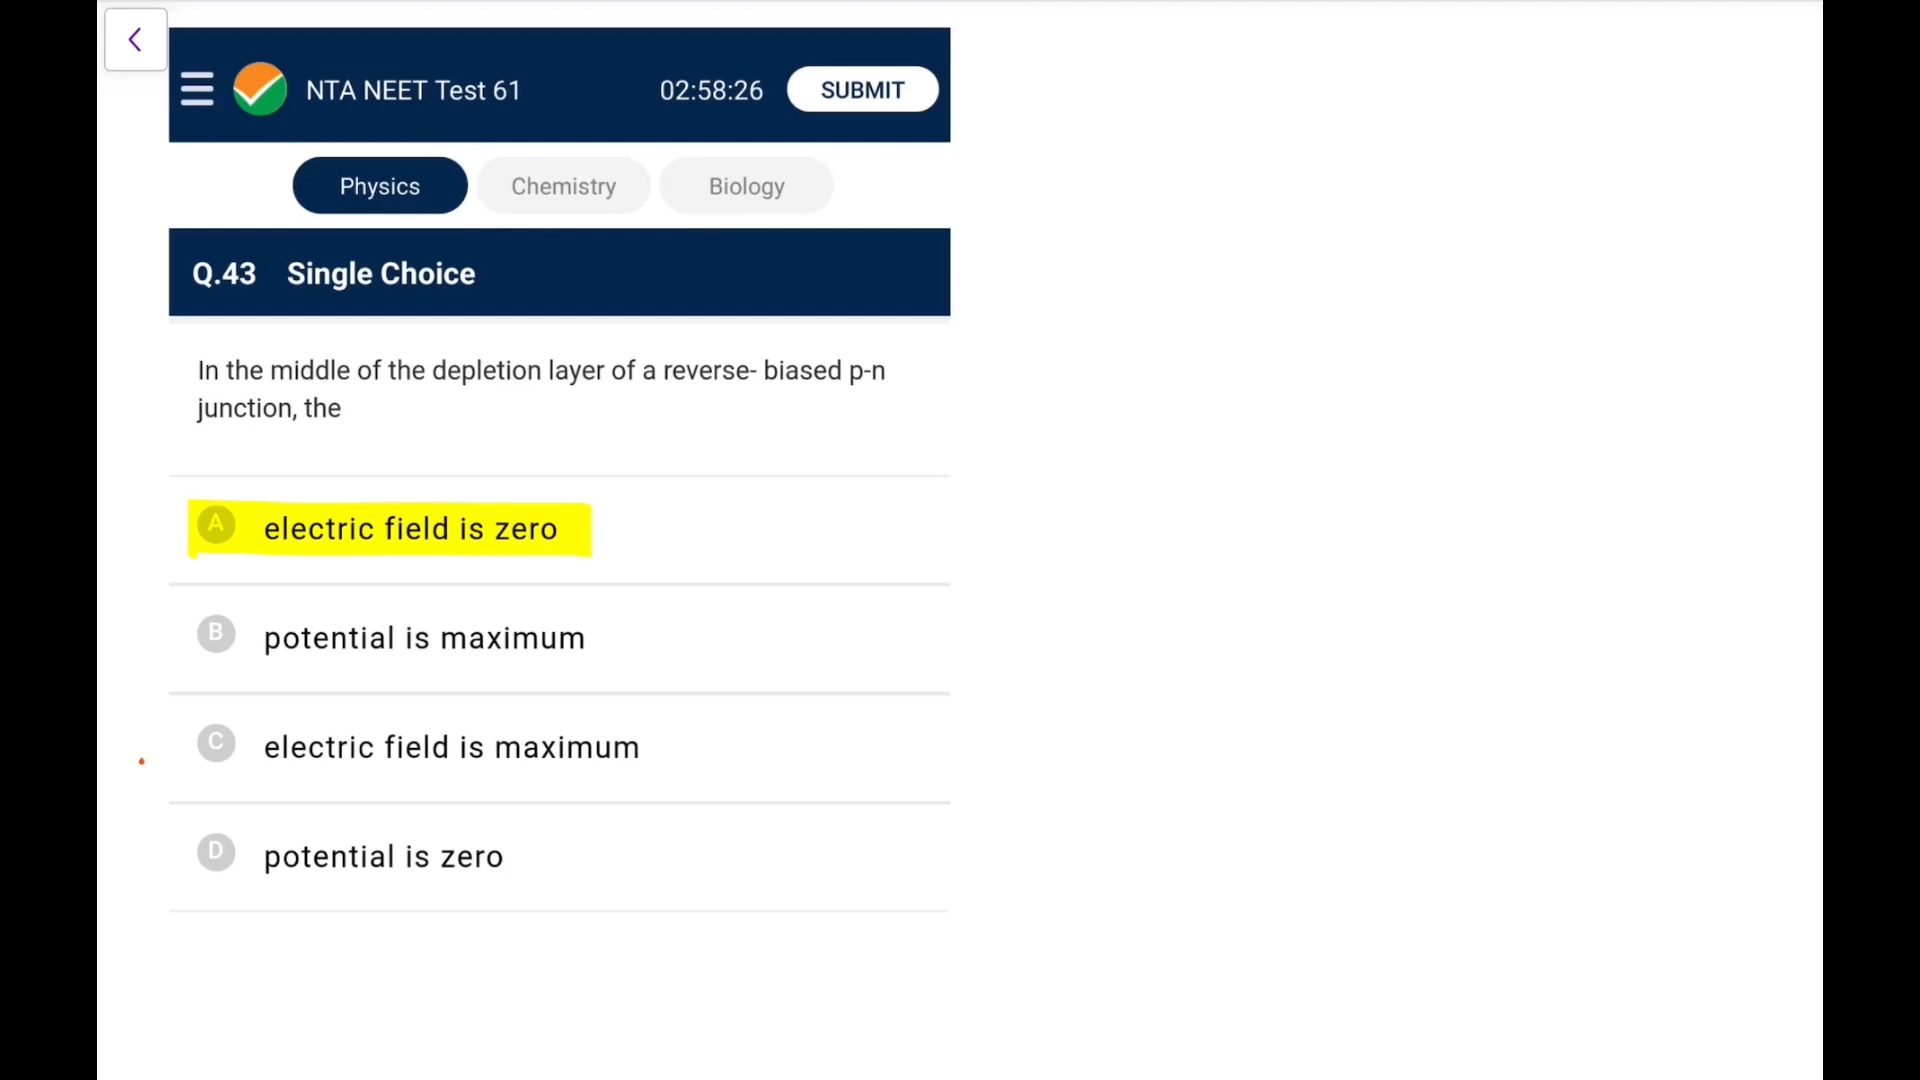 NTA NEET Test 61 02:58:26 SUBMIT
Physics Chemistry Biology
Q.43 Single Choice
In the middle of the depletion layer of a reverse- biased p-n
junction, the
A electric field is zero
B potential is maximum
C electric field is maximum
D potential is zero